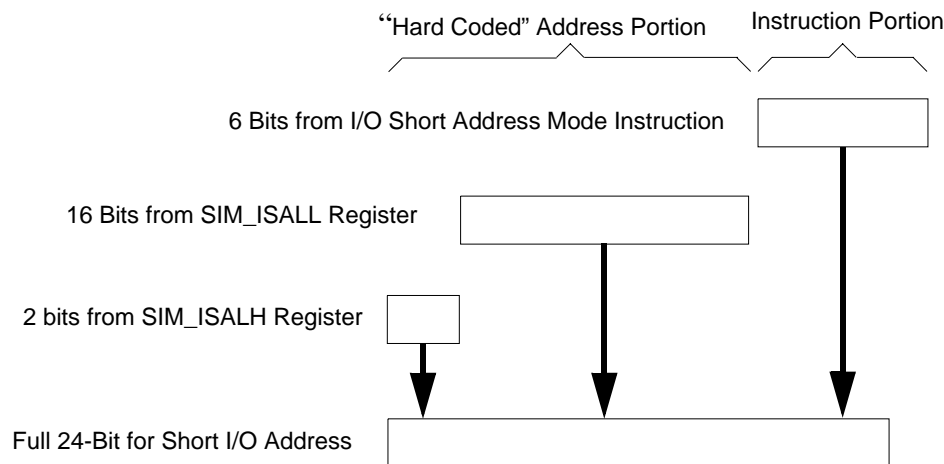 “Hard Coded” Address Portion
Instruction Portion
6 Bits from I/O Short Address Mode Instruction
16 Bits from SIM_ISALL Register
2 bits from SIM_ISALH Register
Full 24-Bit for Short I/O Address